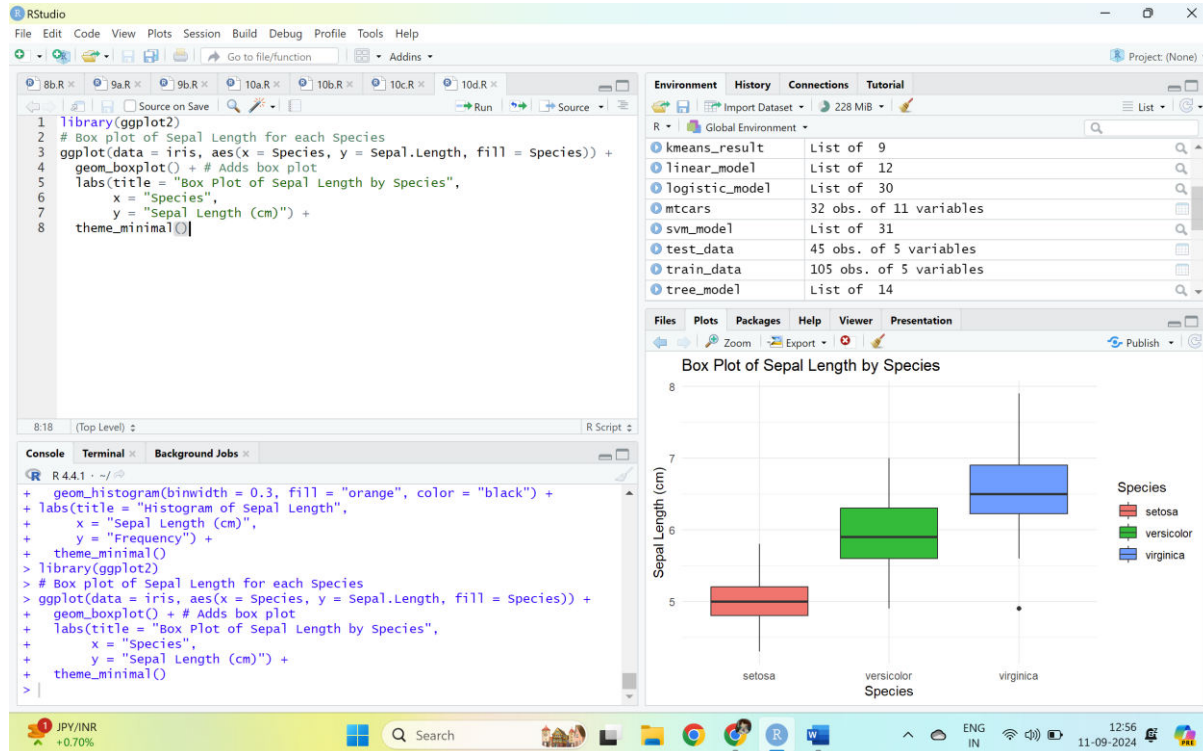 RStudio
File Edit Code View Plots Session Build Debug Profile Tools Help
Go to file/function
Addins
Project: (None)
8b.R 9a.R 9b.R 10a.R 10b.R 10c.R 10d.R
Source on Save Run Source
1 library(ggplot2)
2 # Box plot of Sepal Length for each Species
3 ggplot(data = iris, aes(x = Species, y = Sepal.Length, fill = Species)) +
4   geom_boxplot() + # Adds box plot
5   labs(title = "Box Plot of Sepal Length by Species",
6        x = "Species",
7        y = "Sepal Length (cm)") +
8   theme_minimal()
8:18 (Top Level) R Script
Console Terminal Background Jobs
R 4.4.1 · ~/
+   geom_histogram(binwidth = 0.3, fill = "orange", color = "black") +
+ labs(title = "Histogram of Sepal Length",
+      x = "Sepal Length (cm)",
+      y = "Frequency") +
+   theme_minimal()
> library(ggplot2)
> # Box plot of Sepal Length for each Species
> ggplot(data = iris, aes(x = Species, y = Sepal.Length, fill = Species)) +
+   geom_boxplot() + # Adds box plot
+   labs(title = "Box Plot of Sepal Length by Species",
+        x = "Species",
+        y = "Sepal Length (cm)") +
+   theme_minimal()
>
Environment History Connections Tutorial
Import Dataset 228 MiB List
R Global Environment
kmeans_result List of 9
linear_model List of 12
logistic_model List of 30
mtcars 32 obs. of 11 variables
svm_model List of 31
test_data 45 obs. of 5 variables
train_data 105 obs. of 5 variables
tree_model List of 14
Files Plots Packages Help Viewer Presentation
Zoom Export Publish
Box Plot of Sepal Length by Species
8
7
6
5
Sepal Length (cm)
setosa versicolor virginica
Species
Species
setosa
versicolor
virginica
1
JPY/INR
+0.70%
Search
ENG
IN
12:56
11-09-2024